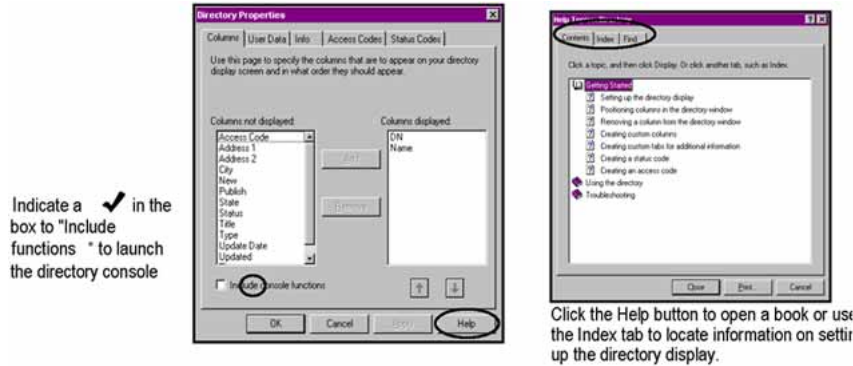 Indicate a ✓ in the
box to "Include
functions " to launch
the directory console
Directory Properties
Columns User Data Info Access Codes Status Codes
Use this page to specify the columns that are to appear on your directory
display screen and in what order they should appear.
Columns not displayed: Columns displayed:
Access Code
Address 1
Address 2
City
New
Publish
State
Status
Title
Type
Update Date
Updated
DN
Name
Add
Remove
Include console functions
OK Cancel Apply Help
Help Topics: Directory
Contents Index Find
Click a topic, and then click Display. Or click another tab, such as Index.
Getting Started
Setting up the directory display
Positioning columns in the directory window
Removing a column from the directory window
Creating custom columns
Creating custom tabs for additional information
Creating a status code
Creating an access code
Using the directory
Troubleshooting
Close Print... Cancel
Click the Help button to open a book or use
the Index tab to locate information on settin
up the directory display.